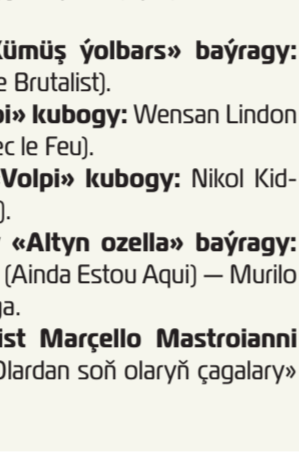 Kümüş ýolbars» baýragy:
e Brutalist).
pi» kubogy: Wensan Lindon
ec le Feu).
Volpi» kubogy: Nikol Kid-
).
«Altyn ozella» baýragy:
(Ainda Estou Aqui) — Murilo
ga.
ist Marçello Mastroianni
Olardan soň olaryň çagalary»